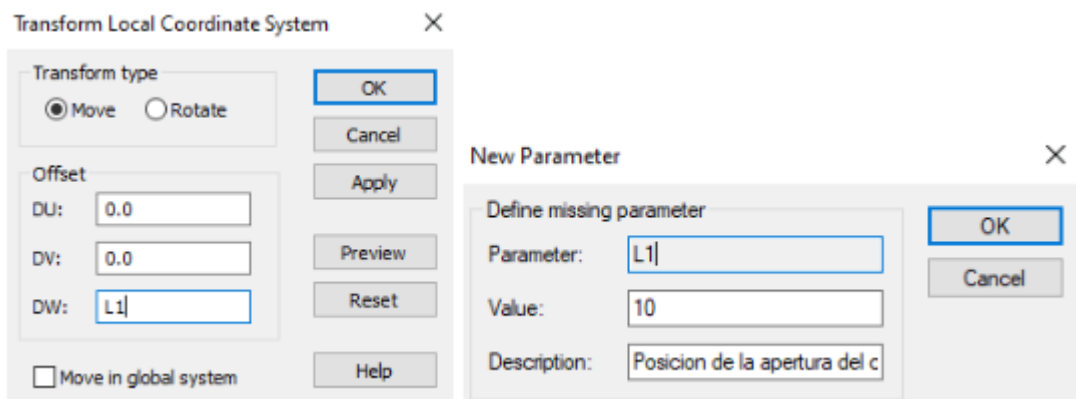 Transform Local Coordinate System
Transform type
Move
Rotate
OK
Cancel
Apply
Offset
DU: 0.0
DV: 0.0
DW: L1
Preview
Reset
Move in global system
Help
New Parameter
Define missing parameter
Parameter: L1
Value: 10
Description: Posicion de la apertura del c
OK
Cancel